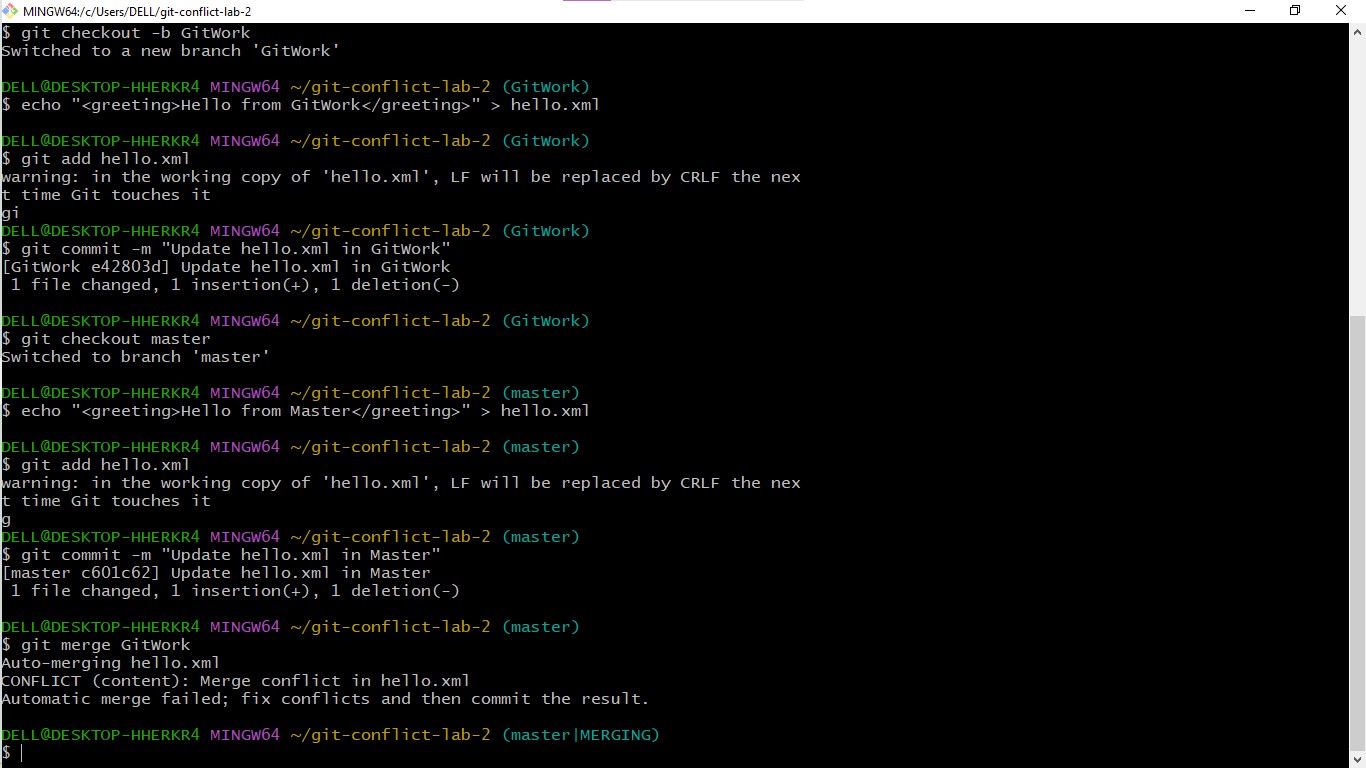 MINGW64:/c/Users/DELL/git-conflict-lab-2
$ git checkout -b GitWork
Switched to a new branch 'GitWork'
DELL@DESKTOP-HHERKR4 MINGW64 ~/git-conflict-lab-2 (GitWork)
$ echo "<greeting>Hello from GitWork</greeting>" > hello.xml
DELL@DESKTOP-HHERKR4 MINGW64 ~/git-conflict-lab-2 (GitWork)
$ git add hello.xml
warning: in the working copy of 'hello.xml', LF will be replaced by CRLF the nex
t time Git touches it
gi
DELL@DESKTOP-HHERKR4 MINGW64 ~/git-conflict-lab-2 (GitWork)
$ git commit -m "Update hello.xml in GitWork"
[GitWork e42803d] Update hello.xml in GitWork
 1 file changed, 1 insertion(+), 1 deletion(-)
DELL@DESKTOP-HHERKR4 MINGW64 ~/git-conflict-lab-2 (GitWork)
$ git checkout master
Switched to branch 'master'
DELL@DESKTOP-HHERKR4 MINGW64 ~/git-conflict-lab-2 (master)
$ echo "<greeting>Hello from Master</greeting>" > hello.xml
DELL@DESKTOP-HHERKR4 MINGW64 ~/git-conflict-lab-2 (master)
$ git add hello.xml
warning: in the working copy of 'hello.xml', LF will be replaced by CRLF the nex
t time Git touches it
g
DELL@DESKTOP-HHERKR4 MINGW64 ~/git-conflict-lab-2 (master)
$ git commit -m "Update hello.xml in Master"
[master c601c62] Update hello.xml in Master
 1 file changed, 1 insertion(+), 1 deletion(-)
DELL@DESKTOP-HHERKR4 MINGW64 ~/git-conflict-lab-2 (master)
$ git merge GitWork
Auto-merging hello.xml
CONFLICT (content): Merge conflict in hello.xml
Automatic merge failed; fix conflicts and then commit the result.
DELL@DESKTOP-HHERKR4 MINGW64 ~/git-conflict-lab-2 (master|MERGING)
$